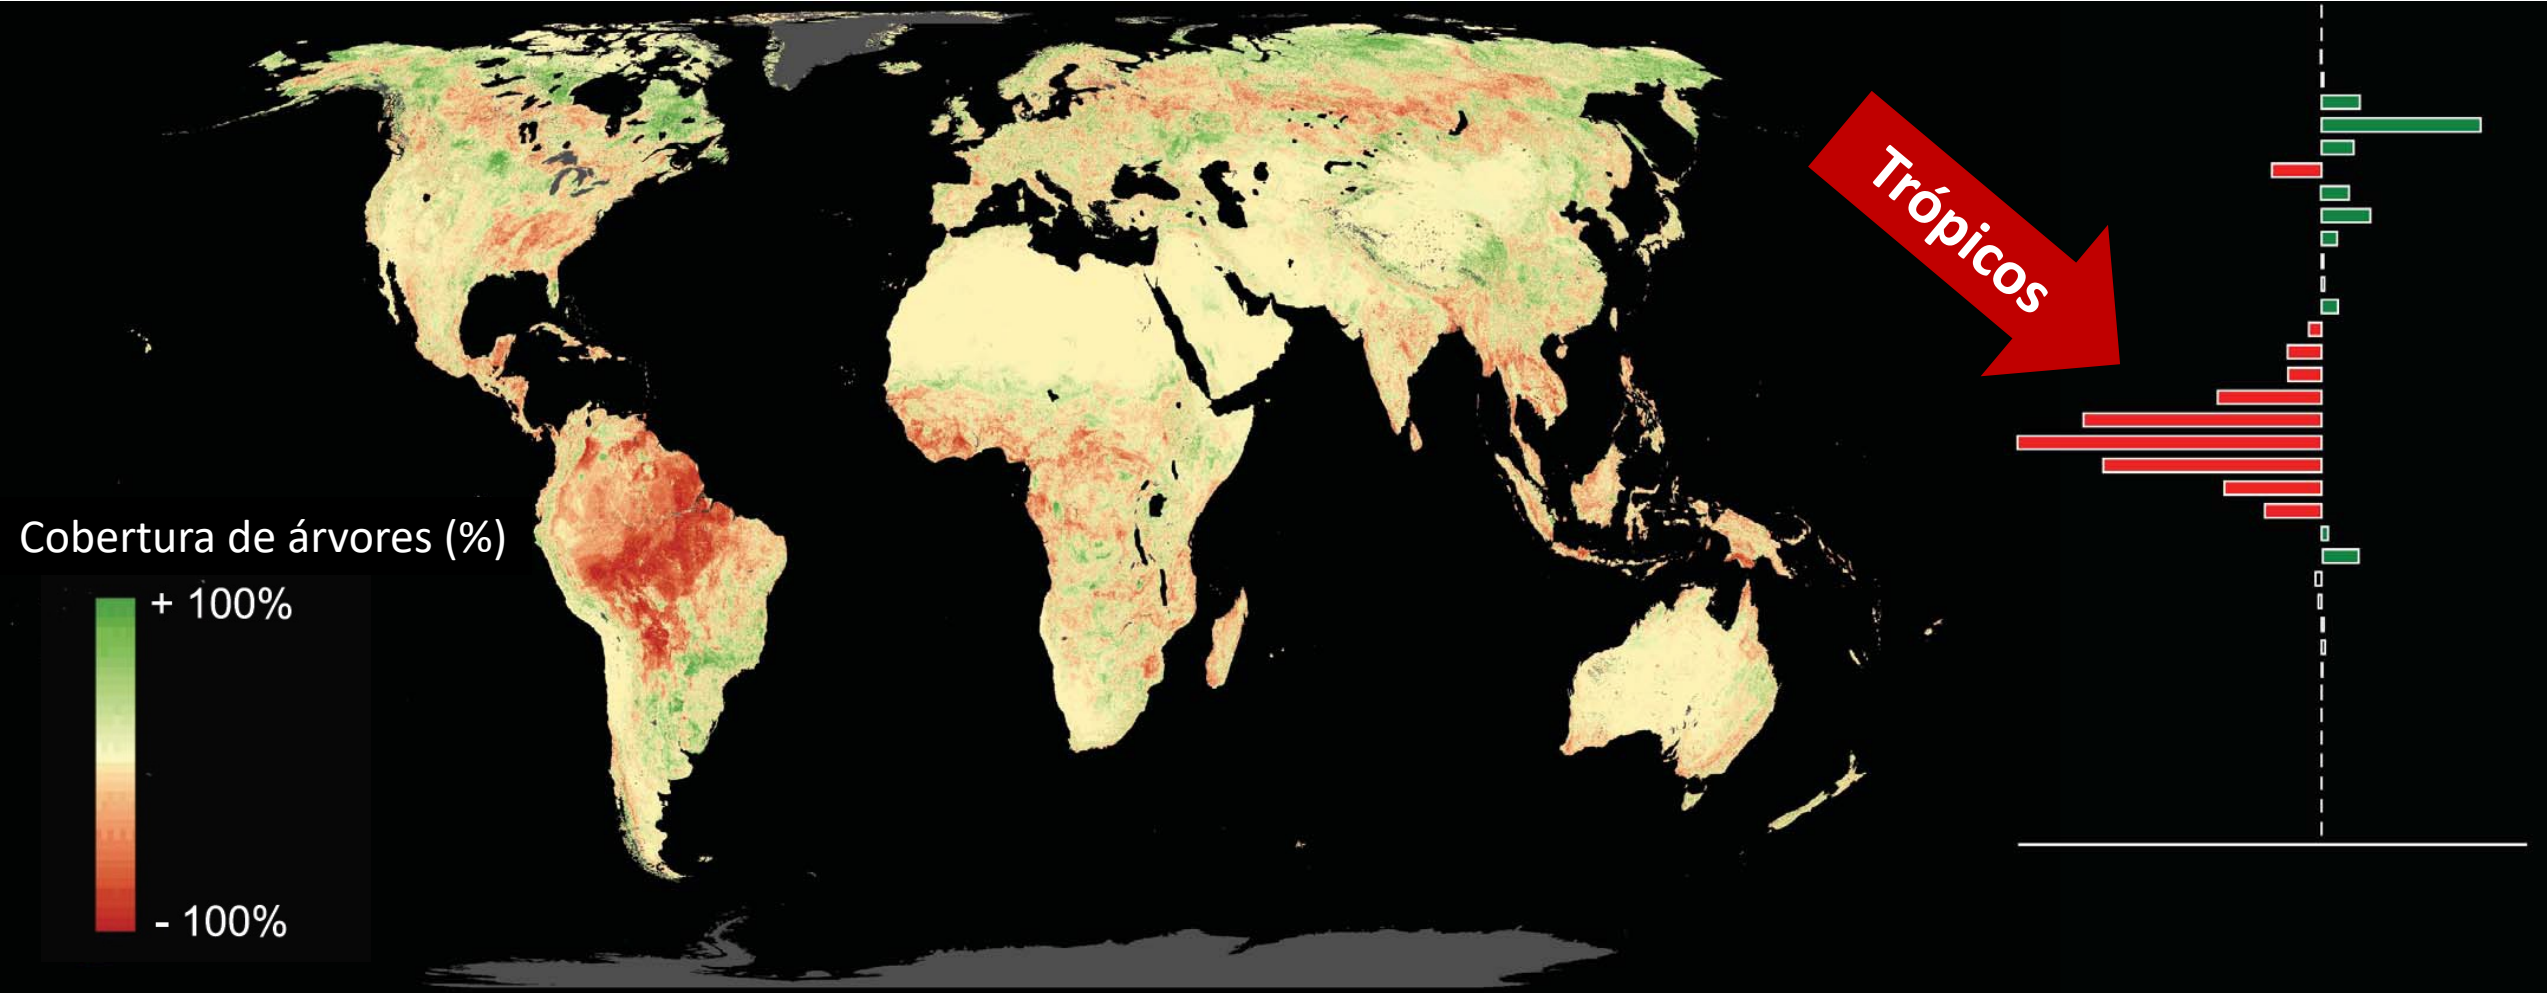 Trópicos
Cobertura de árvores (%)
+ 100%
- 100%